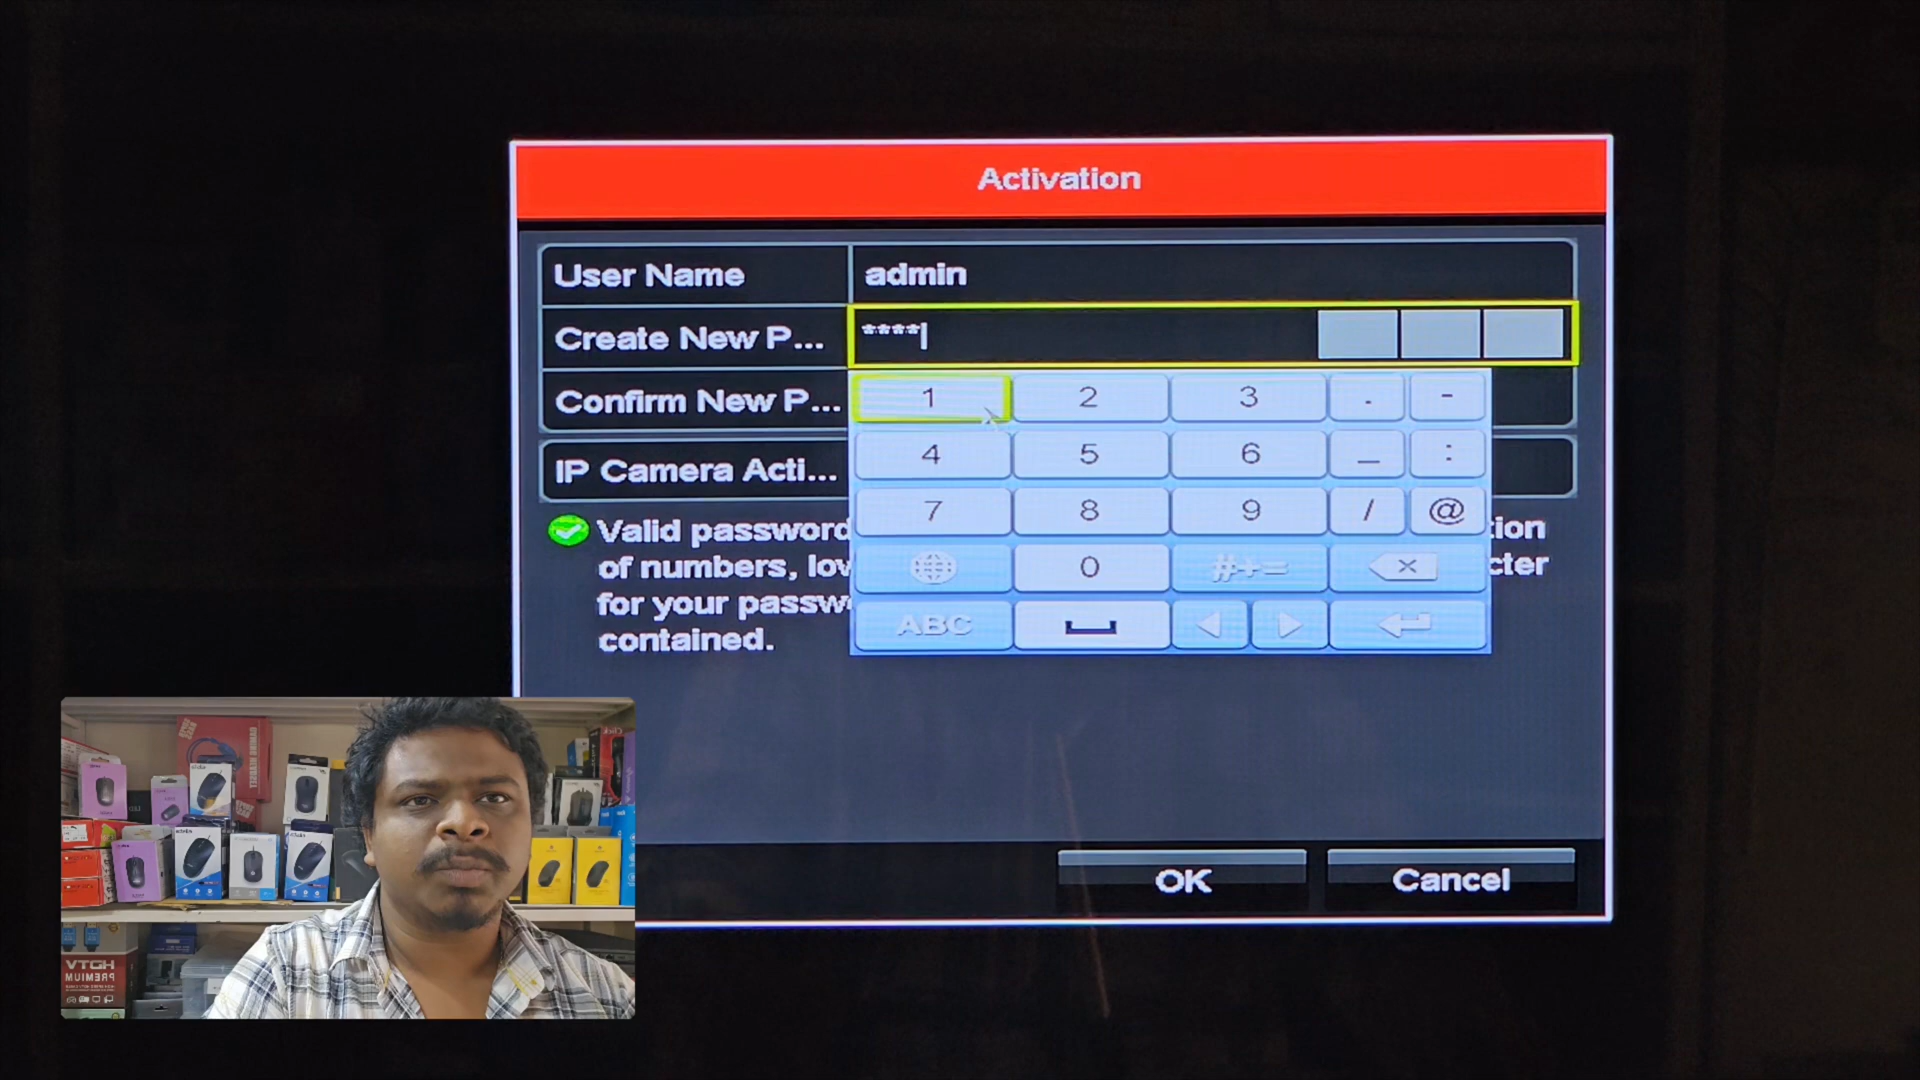 Activation
User Name admin
Create New P... ****
Confirm New P...
1 2 3 . -
IP Camera Acti...
4 5 6 _ :
7 8 9 / @
Valid password
tion
of numbers, lov
cter
0 #+=
for your passw
ABC
contained.
OK Cancel
VTGH
PREMIUM